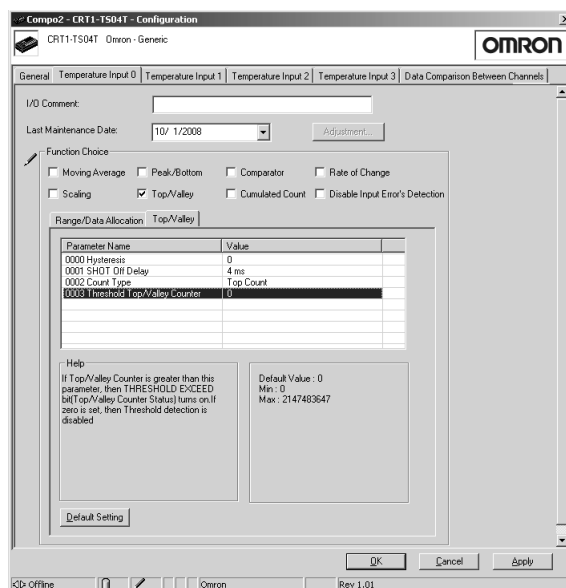 Compo2 - CRT1-TS04T - Configuration
CRT1-TS04T Omron - Generic
OMRON
General Temperature Input 0 Temperature Input 1 Temperature Input 2 Temperature Input 3 Data Comparison Between Channels
I/O Comment:
Last Maintenance Date: 10/ 1/2008 Adjustment...
Function Choice
Moving Average Peak/Bottom Comparator Rate of Change
Scaling Top/Valley Cumulated Count Disable Input Error's Detection
Range/Data Allocation Top/Valley
Parameter Name Value
0000 Hysteresis 0
0001 SHOT Off Delay 4 ms
0002 Count Type Top Count
0003 Threshold Top/Valley Counter 0
Help
If Top/Valley Counter is greater than this
parameter, then THRESHOLD EXCEED
bit(Top/Valley Counter Status) turns on.If
zero is set, then Threshold detection is
disabled
Default Value : 0
Min : 0
Max : 2147483647
Default Setting
OK Cancel Apply
Offline Omron Rev 1.01